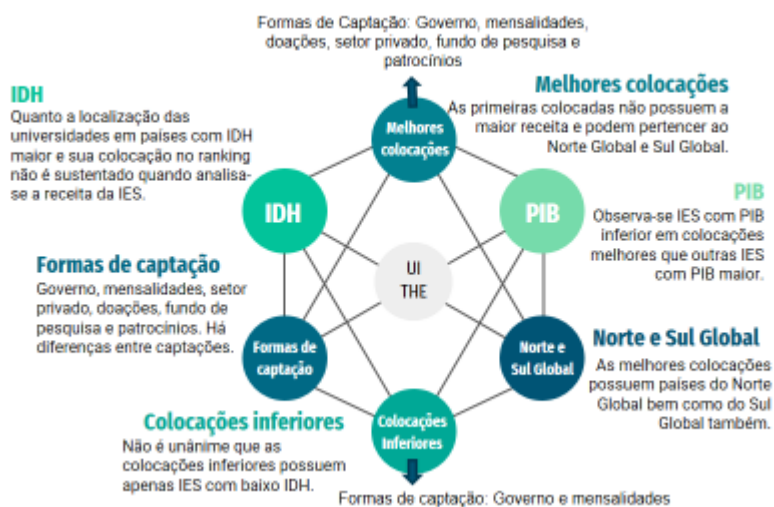 Formas de Captação: Governo, mensalidades,
doações, setor privado, fundo de pesquisa e
patrocínios
IDH
Quanto a localização das
universidades em países com IDH
maior e sua colocação no ranking
não é sustentado quando analisa-
se a receita da IES.
Melhores colocações
As primeiras colocadas não possuem a
maior receita e podem pertencer ao
Norte Global e Sul Global.
Melhores
colocações
IDH
PIB
PIB
Observa-se IES com PIB
inferior em colocações
melhores que outras IES
com PIB maior.
UI
THE
Formas de captação
Governo, mensalidades, setor
privado, doações, fundo de
pesquisa e patrocínios. Há
diferenças entre captações.
Formas de
captação
Norte e
Sul Global
Norte e Sul Global
As melhores colocações
possuem países do Norte
Global bem como do Sul
Global também.
Colocações inferiores
Não é unânime que as
colocações inferiores possuem
apenas IES com baixo IDH.
Colocações
Inferiores
Formas de captação: Governo e mensalidades